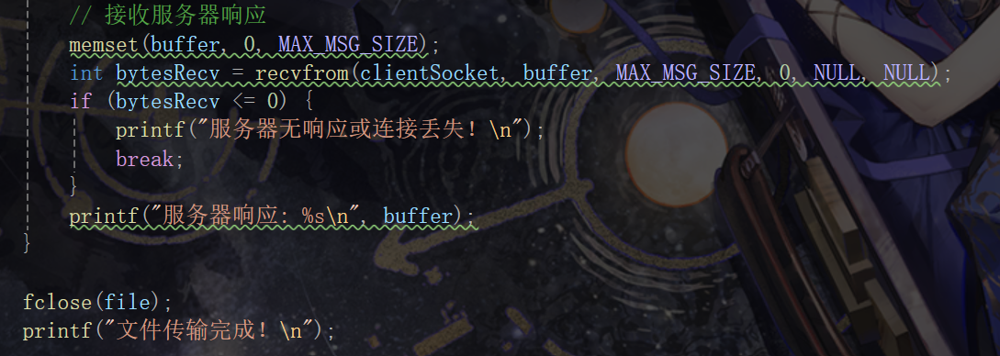 // 接收服务器响应
memset(buffer, 0, MAX_MSG_SIZE);
int bytesRecv = recvfrom(clientSocket, buffer, MAX_MSG_SIZE, 0, NULL, NULL);
if (bytesRecv <= 0) {
printf("服务器无响应或连接丢失！\n");
break;
}
printf("服务器响应: %s\n", buffer);
}
fclose(file);
printf("文件传输完成！\n");